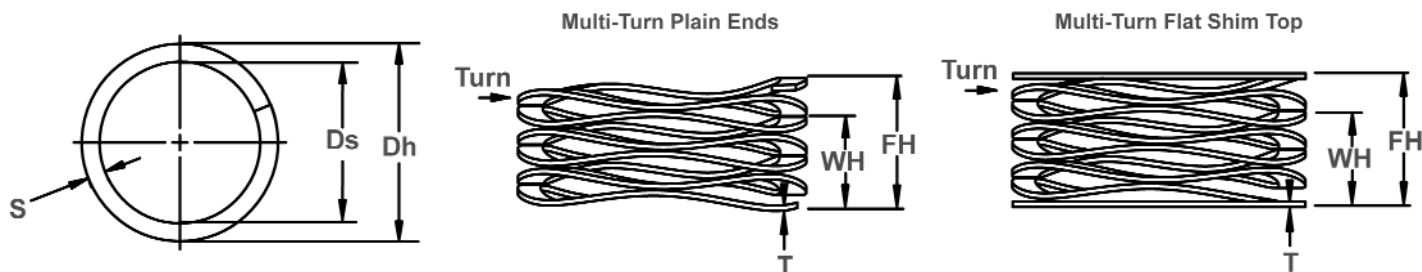 Multi-Turn Plain Ends
Multi-Turn Flat Shim Top
Turn
Turn
Ds
Dh
WH
FH
WH
FH
S
T
T